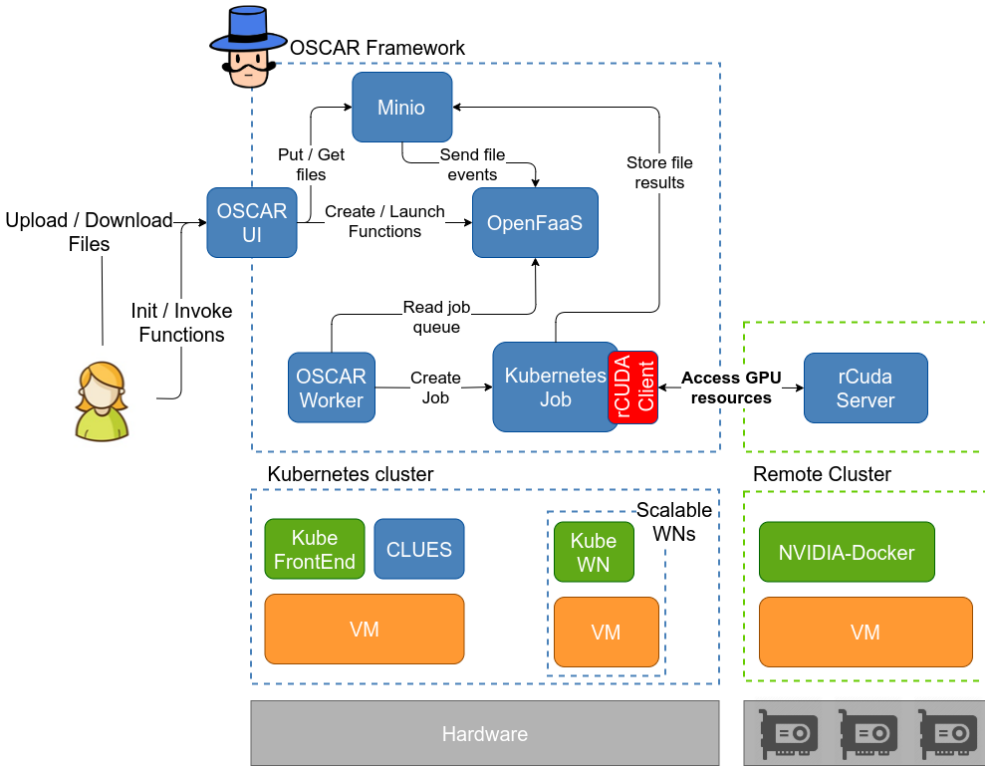 OSCAR Framework
Minio
Put / Get
files
Send file
events
Store file
results
Upload / Download
Files
OSCAR
UI
Create / Launch
Functions
OpenFaaS
Init / Invoke
Functions
Read job
queue
OSCAR
Worker
Create
Job
Kubernetes
Job
rCUDA
Client
Access GPU
resources
rCuda
Server
Kubernetes cluster
Remote Cluster
Kube
FrontEnd
CLUES
Scalable
WNs
Kube
WN
NVIDIA-Docker
VM
VM
VM
Hardware